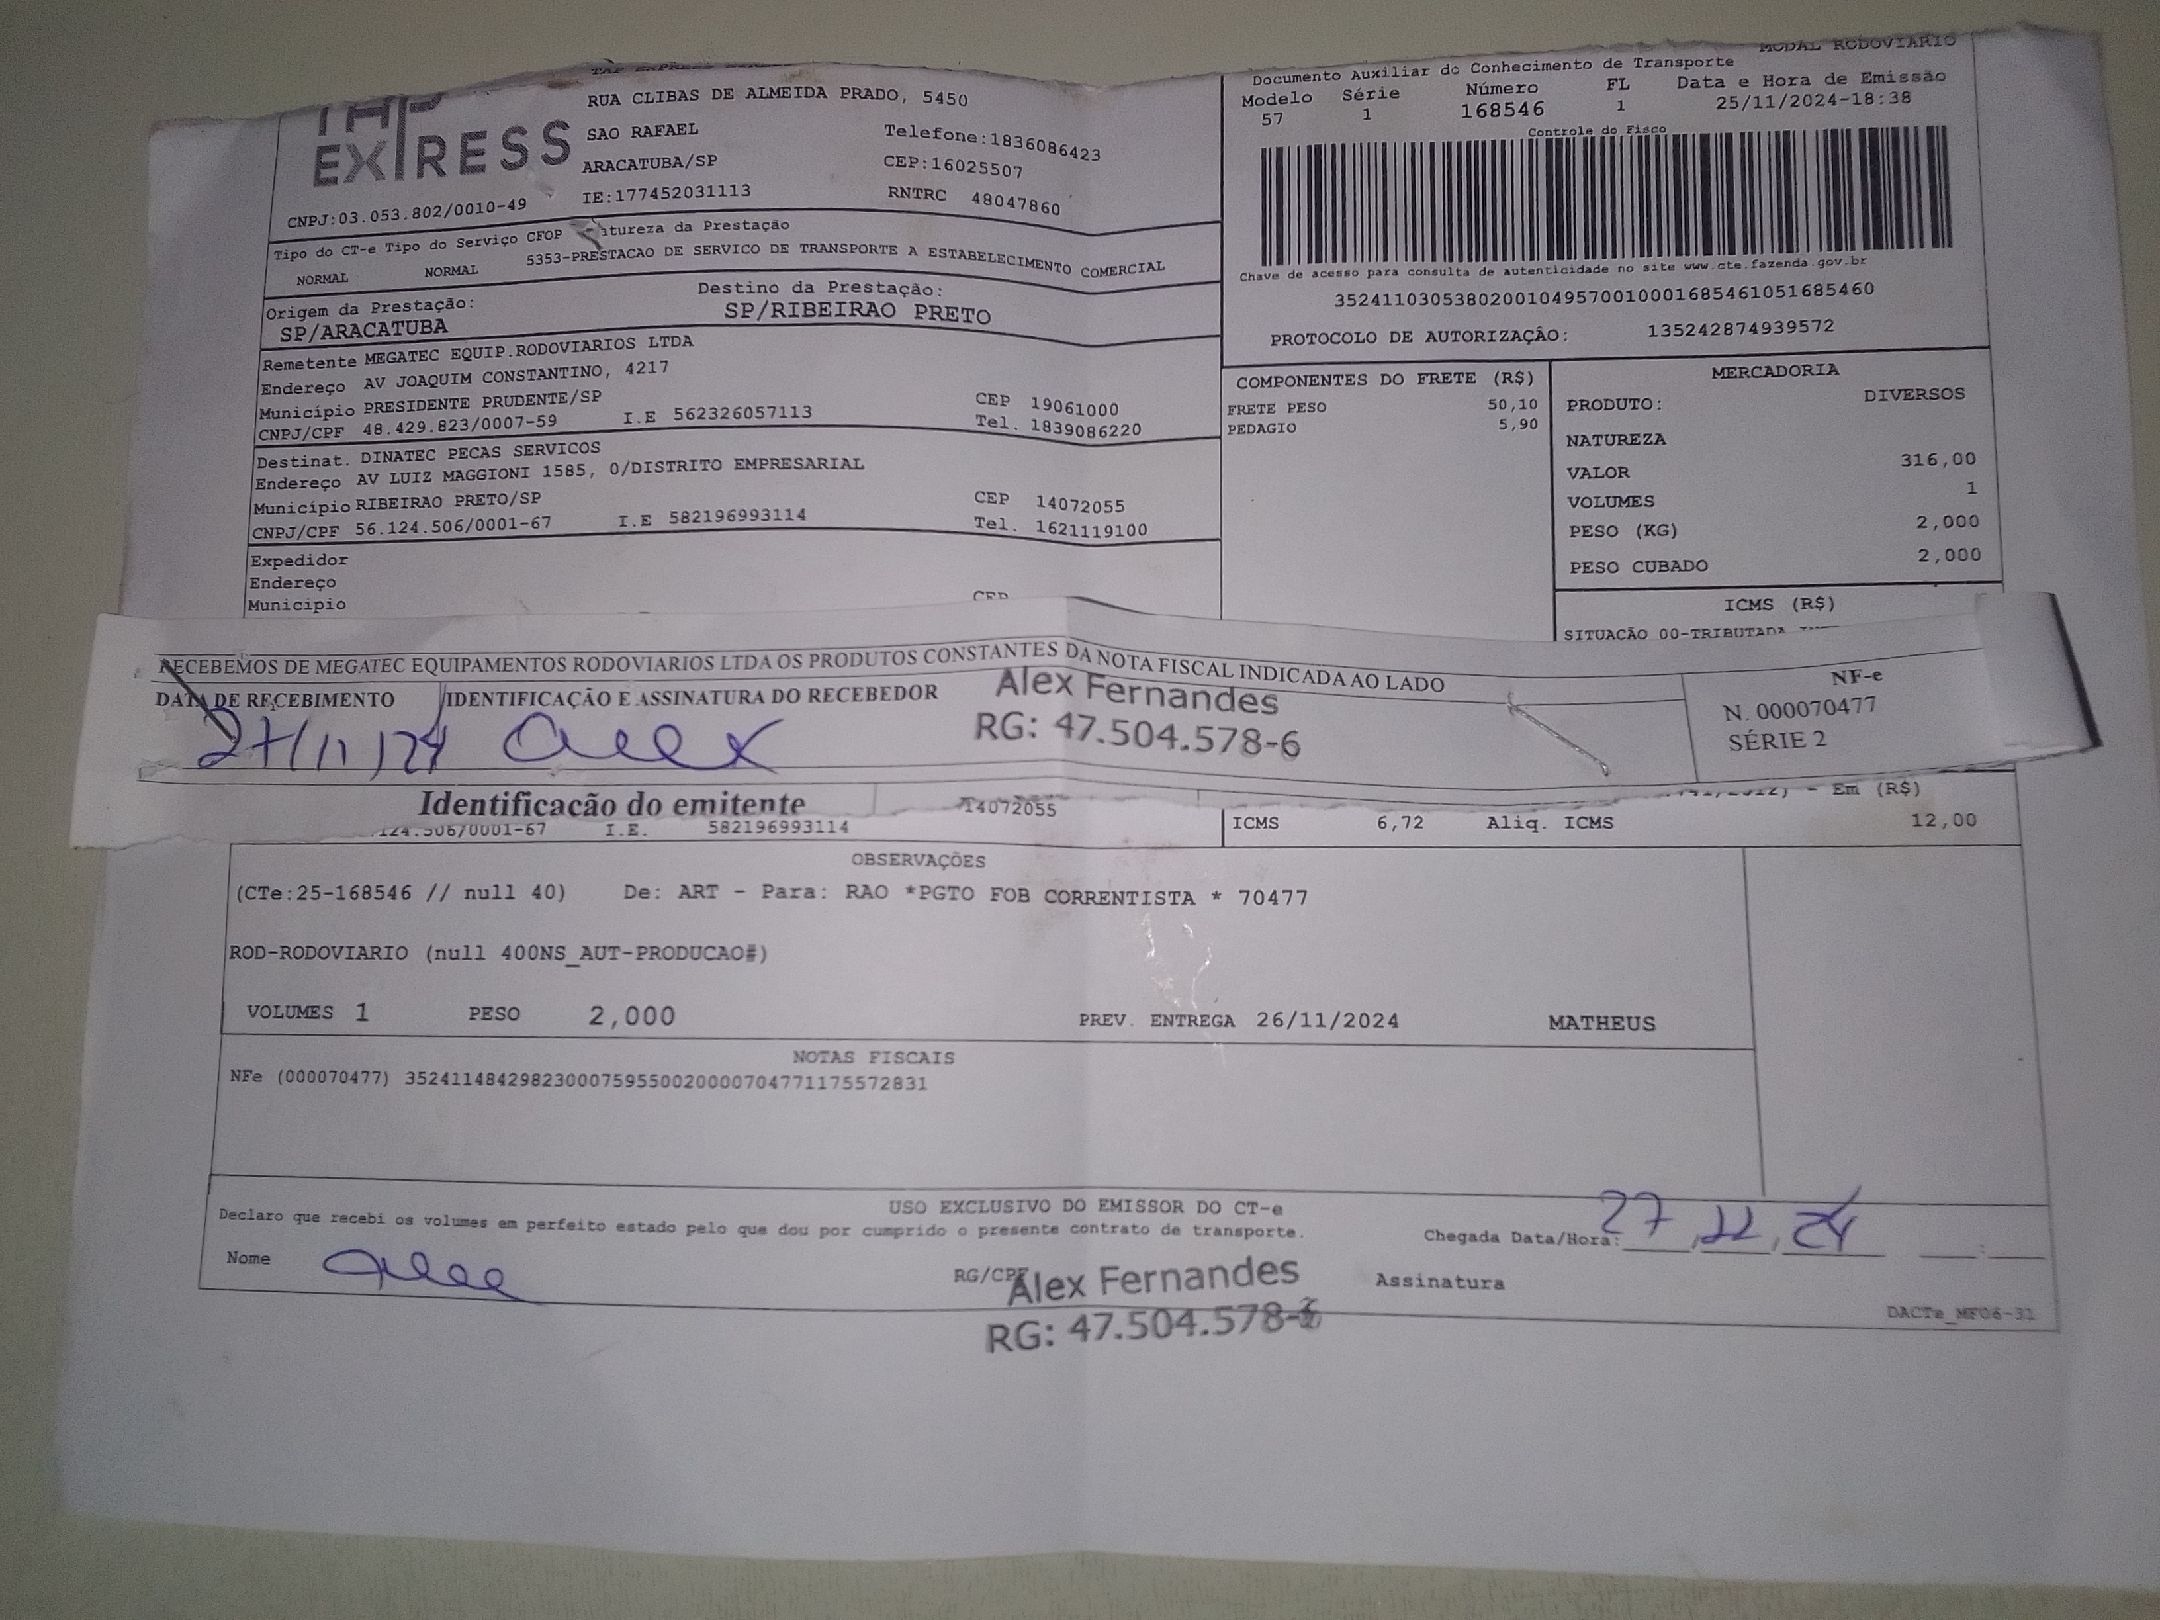 TAP EXPRESS
RUA CLIBAS DE ALMEIDA PRADO, 5450
SAO RAFAEL
Telefone:1836086423
ARACATUBA/SP
CEP:16025507
CNPJ:03.053.802/0010-49
IE:177452031113
RNTRC 48047860
MODAL RODOVIARIO
Documento Auxiliar do Conhecimento de Transporte
Modelo Série Número FL Data e Hora de Emissão
57 1 168546 1 25/11/2024-18:38
Controle do Fisco
Chave de acesso para consulta de autenticidade no site www.cte.fazenda.gov.br
35241103053802001049570010001685461051685460
PROTOCOLO DE AUTORIZAÇÂO: 135242874939572
Tipo do CT-e Tipo do Serviço CFOP atureza da Prestação
NORMAL NORMAL 5353-PRESTACAO DE SERVICO DE TRANSPORTE A ESTABELECIMENTO COMERCIAL
Origem da Prestação: Destino da Prestação:
SP/ARACATUBA SP/RIBEIRAO PRETO
Remetente MEGATEC EQUIP.RODOVIARIOS LTDA
Endereço AV JOAQUIM CONSTANTINO, 4217
Município PRESIDENTE PRUDENTE/SP CEP 19061000
CNPJ/CPF 48.429.823/0007-59 I.E 562326057113 Tel. 1839086220
Destinat. DINATEC PECAS SERVICOS
Endereço AV LUIZ MAGGIONI 1585, 0/DISTRITO EMPRESARIAL
Município RIBEIRAO PRETO/SP CEP 14072055
CNPJ/CPF 56.124.506/0001-67 I.E 582196993114 Tel. 1621119100
Expedidor
Endereço
Município CEP
COMPONENTES DO FRETE (R$)
FRETE PESO 50,10
PEDAGIO 5,90
MERCADORIA
PRODUTO: DIVERSOS
NATUREZA
VALOR 316,00
VOLUMES 1
PESO (KG) 2,000
PESO CUBADO 2,000
ICMS (R$)
SITUACÃO 00-TRIBUTADA
RECEBEMOS DE MEGATEC EQUIPAMENTOS RODOVIARIOS LTDA OS PRODUTOS CONSTANTES DA NOTA FISCAL INDICADA AO LADO
DATA DE RECEBIMENTO IDENTIFICAÇÃO E ASSINATURA DO RECEBEDOR
27/11/24 Alex
Alex Fernandes
RG: 47.504.578-6
NF-e
N. 000070477
SÉRIE 2
Identificacão do emitente
14072055
.124.506/0001-67 I.E. 582196993114
- Em (R$)
ICMS 6,72 Aliq. ICMS 12,00
OBSERVAÇÕES
(CTe:25-168546 // null 40) De: ART - Para: RAO *PGTO FOB CORRENTISTA * 70477
ROD-RODOVIARIO (null 400NS_AUT-PRODUCAO#)
VOLUMES 1 PESO 2,000 PREV. ENTREGA 26/11/2024 MATHEUS
NOTAS FISCAIS
NFe (000070477) 35241148429823000759550020000704771175572831
USO EXCLUSIVO DO EMISSOR DO CT-e
Declaro que recebi os volumes em perfeito estado pelo que dou por cumprido o presente contrato de transporte.
Chegada Data/Hora: 27, 11, 24 :
Nome
RG/CPF
Alex Fernandes
RG: 47.504.578-6
Assinatura
DACTe_MF06-31